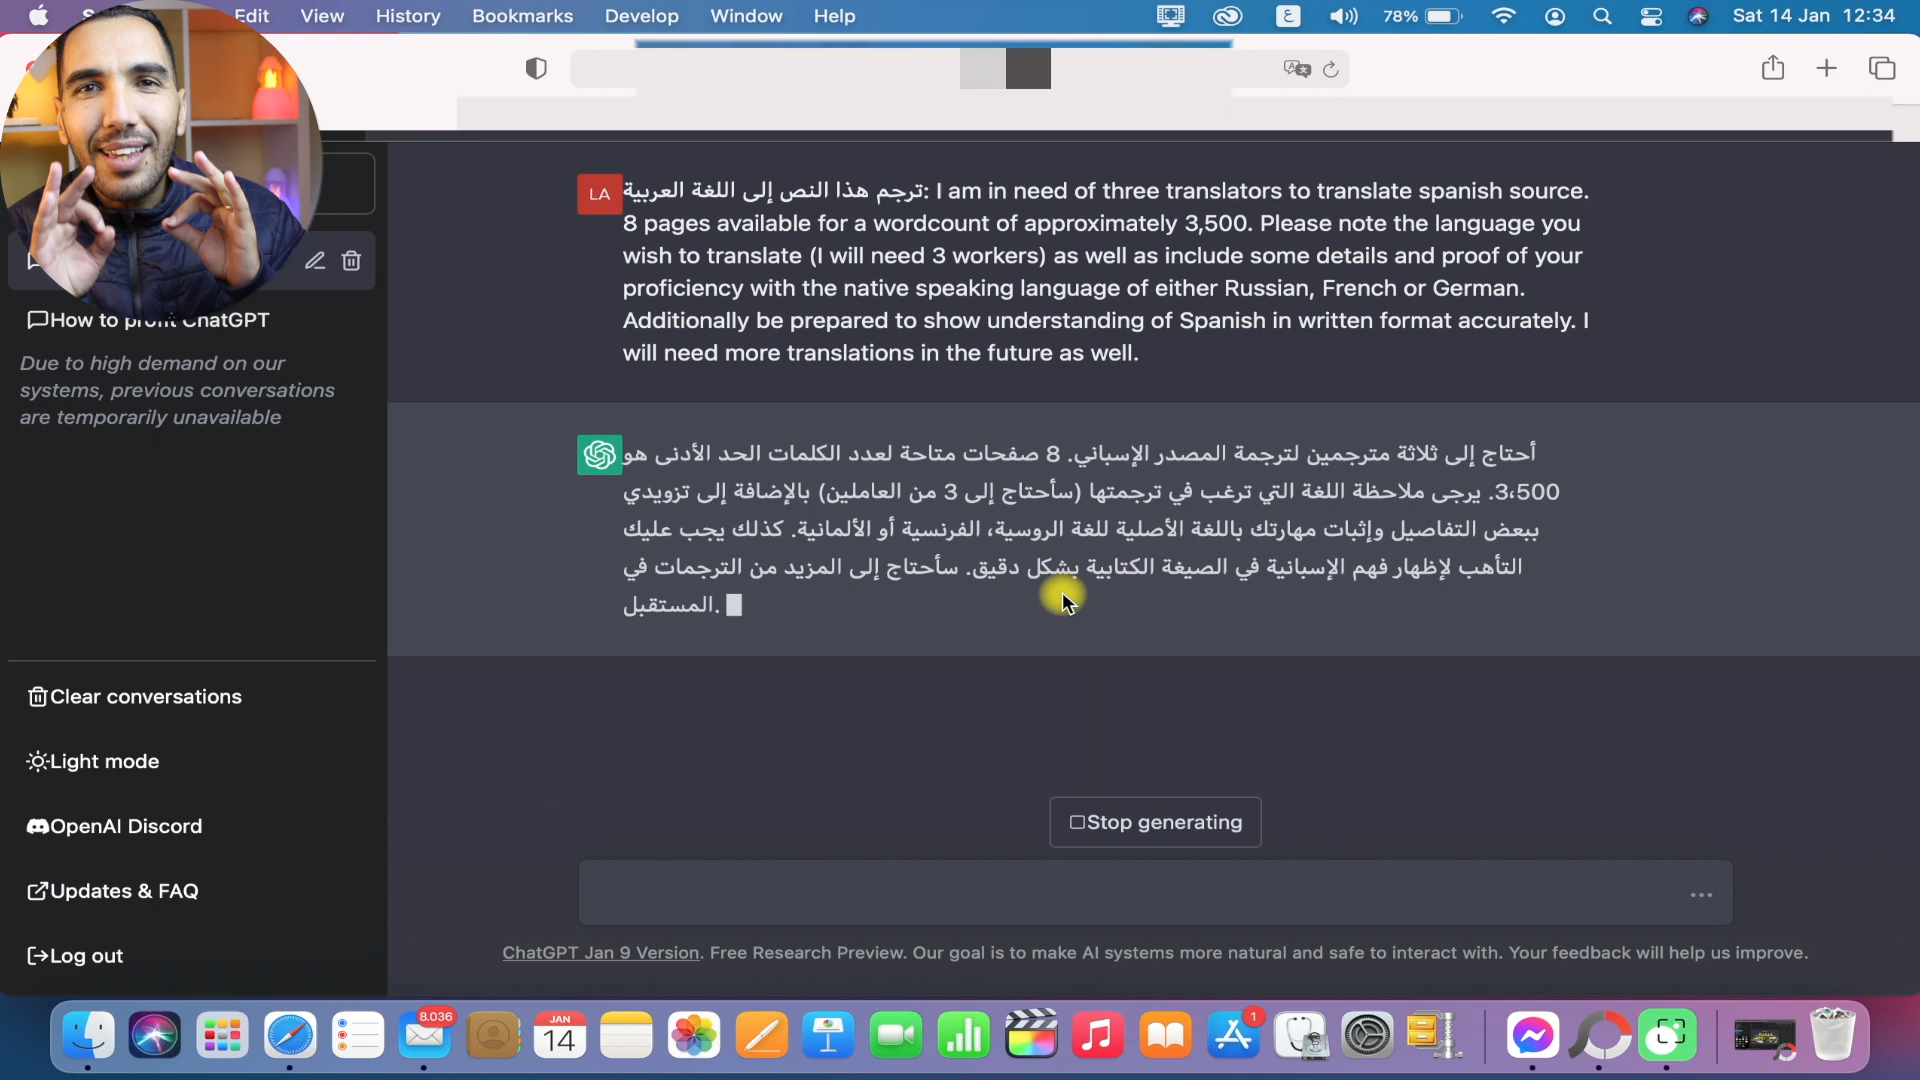 Edit View History Bookmarks Develop Window Help
ع 78% Sat 14 Jan 12:34
LA
ترجم هذا النص إلى اللغة العربية: I am in need of three translators to translate spanish source.
8 pages available for a wordcount of approximately 3,500. Please note the language you
wish to translate (I will need 3 workers) as well as include some details and proof of your
proficiency with the native speaking language of either Russian, French or German.
Additionally be prepared to show understanding of Spanish in written format accurately. I
will need more translations in the future as well.
How to profit ChatGPT
Due to high demand on our
systems, previous conversations
are temporarily unavailable
أحتاج إلى ثلاثة مترجمين لترجمة المصدر الإسباني. 8 صفحات متاحة لعدد الكلمات الحد الأدنى هو
3،500. يرجى ملاحظة اللغة التي ترغب في ترجمتها (سأحتاج إلى 3 من العاملين) بالإضافة إلى تزويدي
ببعض التفاصيل وإثبات مهارتك باللغة الأصلية للغة الروسية، الفرنسية أو الألمانية. كذلك يجب عليك
التأهب لإظهار فهم الإسبانية في الصيغة الكتابية بشكل دقيق. سأحتاج إلى المزيد من الترجمات في
المستقبل.
Clear conversations
Light mode
OpenAI Discord
Updates & FAQ
Log out
Stop generating
ChatGPT Jan 9 Version. Free Research Preview. Our goal is to make AI systems more natural and safe to interact with. Your feedback will help us improve.
8.036
JAN
14
1